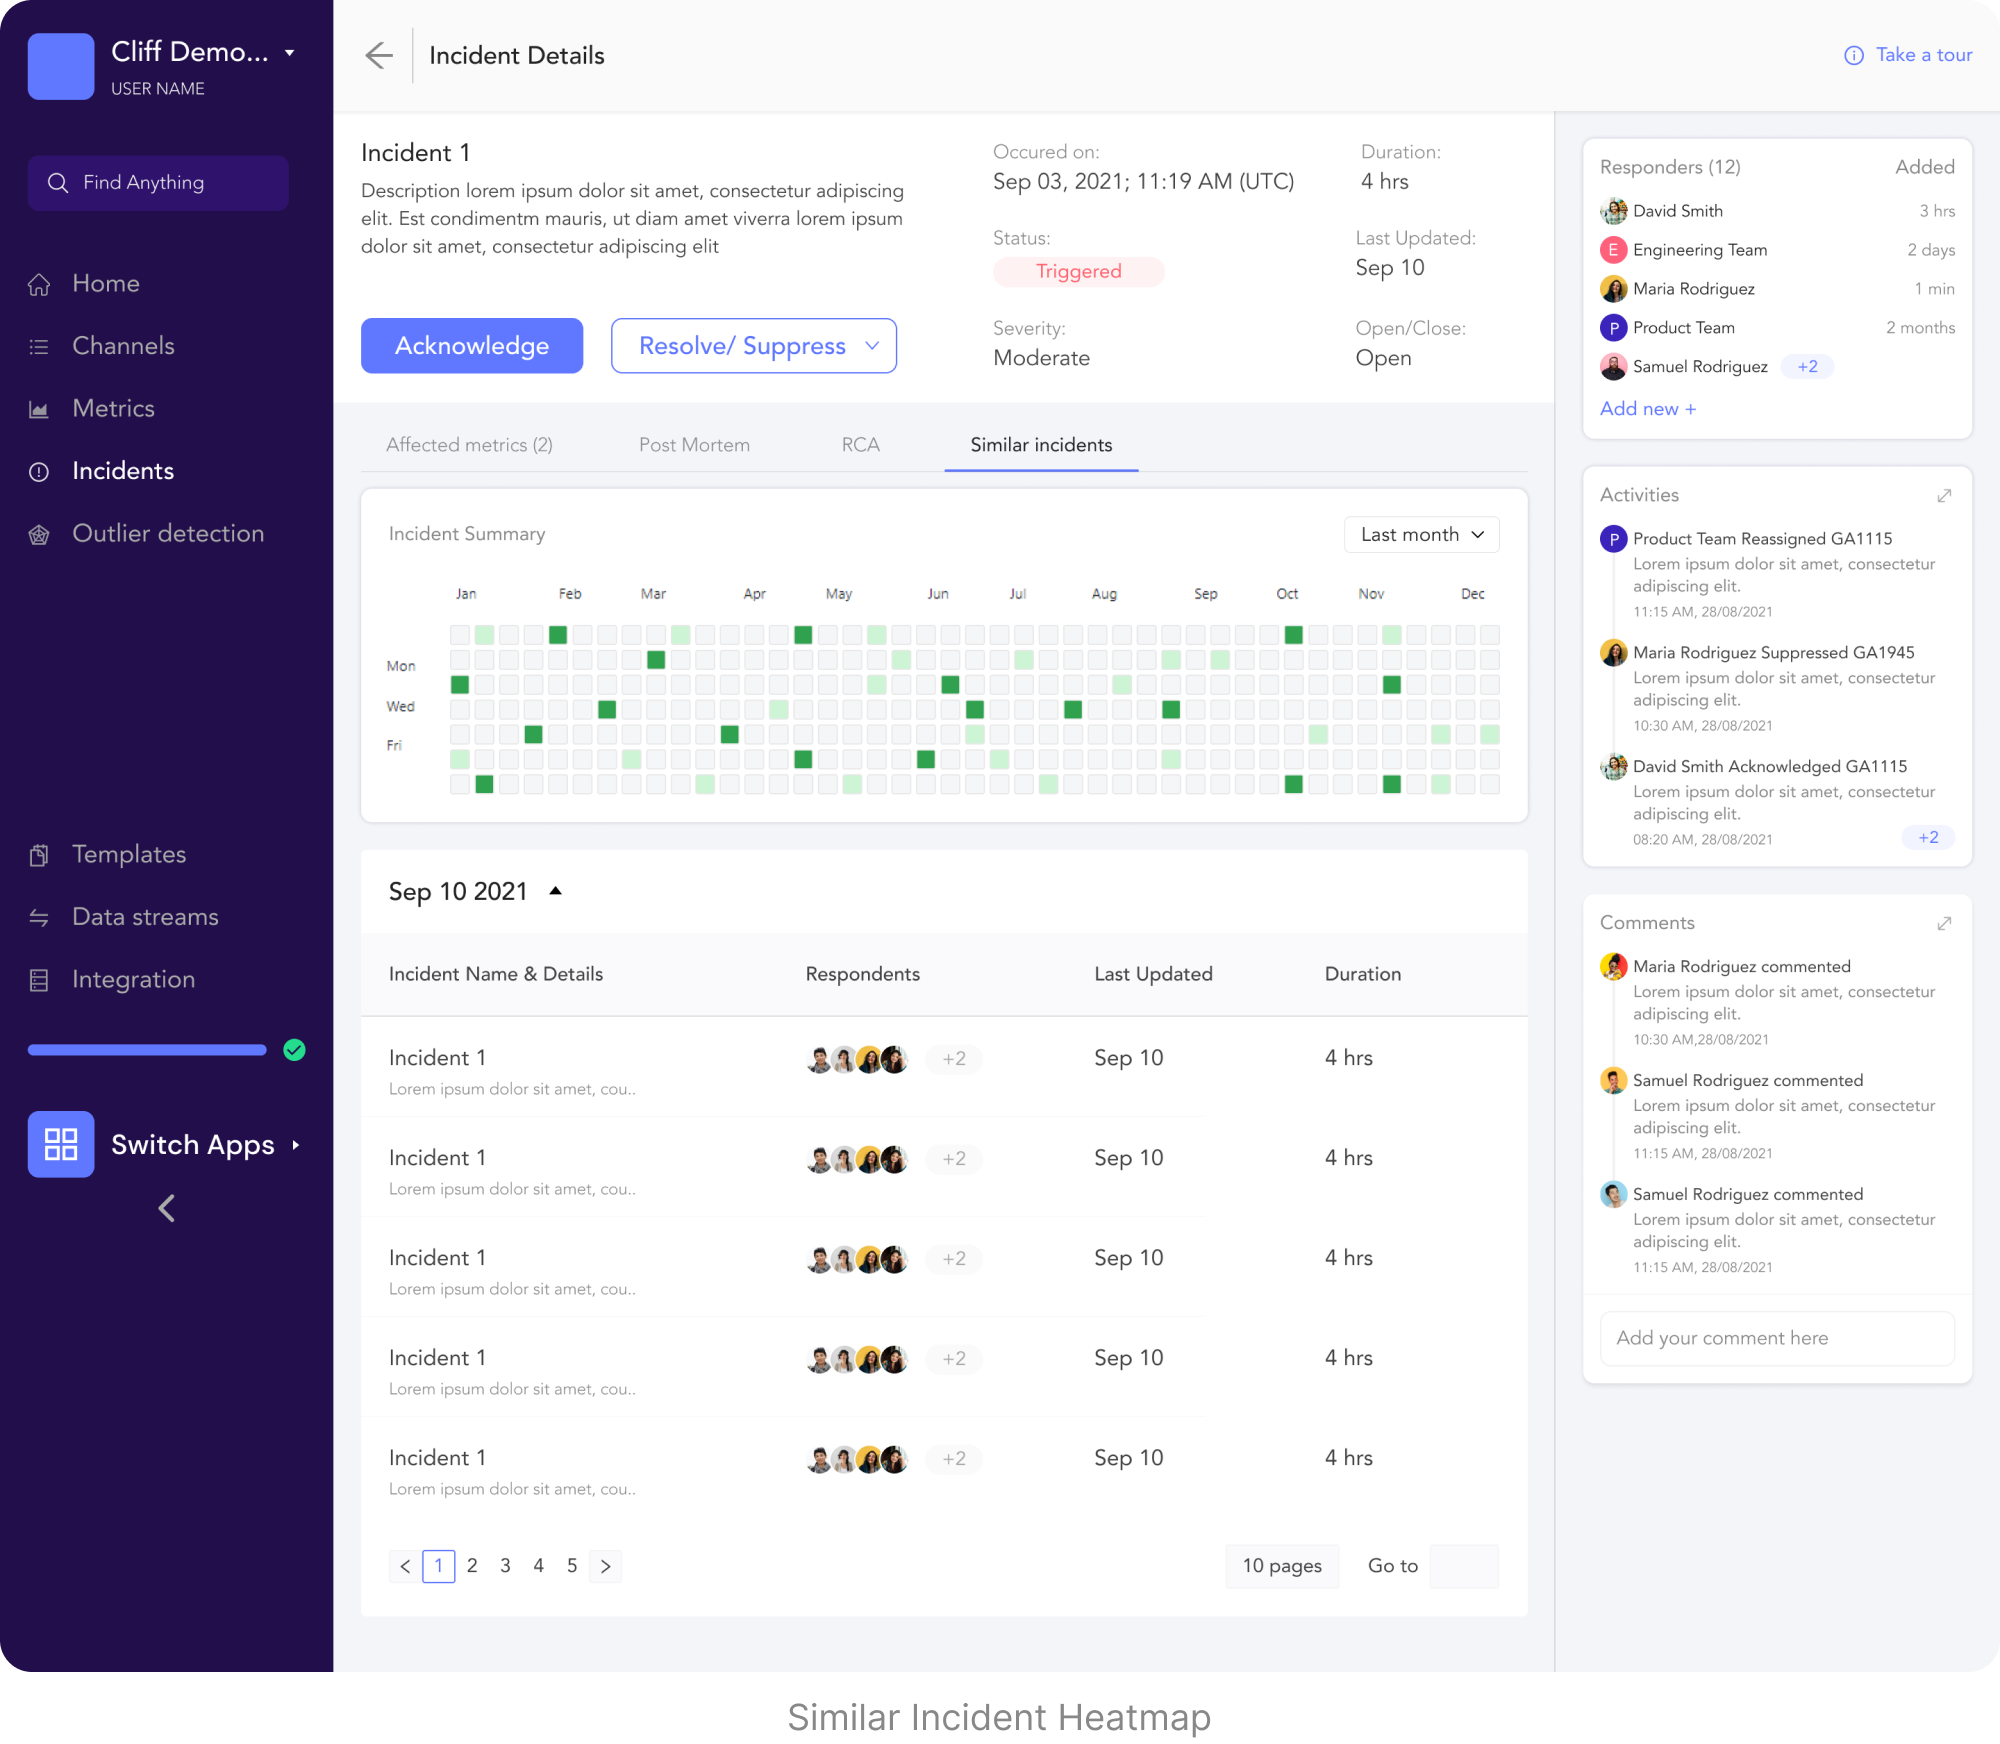 Cliff Demo...
USER NAME
Find Anything
Home
Channels
Metrics
Incidents
Outlier detection
Templates
Data streams
Integration
Switch Apps
Incident Details
Take a tour
Incident 1
Description lorem ipsum dolor sit amet, consectetur adipiscing
elit. Est condimentm mauris, ut diam amet viverra lorem ipsum
dolor sit amet, consectetur adipiscing elit
Acknowledge
Resolve/ Suppress
Occured on:
Sep 03, 2021; 11:19 AM (UTC)
Duration:
4 hrs
Status:
Triggered
Last Updated:
Sep 10
Severity:
Moderate
Open/Close:
Open
Affected metrics (2) Post Mortem RCA Similar incidents
Incident Summary
Last month
Jan Feb Mar Apr May Jun Jul Aug Sep Oct Nov Dec
Mon
Wed
Fri
Sep 10 2021
Incident Name & Details Respondents Last Updated Duration
Incident 1 +2 Sep 10 4 hrs
Lorem ipsum dolor sit amet, cou..
Incident 1 +2 Sep 10 4 hrs
Lorem ipsum dolor sit amet, cou..
Incident 1 +2 Sep 10 4 hrs
Lorem ipsum dolor sit amet, cou..
Incident 1 +2 Sep 10 4 hrs
Lorem ipsum dolor sit amet, cou..
Incident 1 +2 Sep 10 4 hrs
Lorem ipsum dolor sit amet, cou..
< 1 2 3 4 5 >
10 pages Go to
Responders (12) Added
David Smith 3 hrs
E Engineering Team 2 days
Maria Rodriguez 1 min
P Product Team 2 months
Samuel Rodriguez +2
Add new +
Activities
P Product Team Reassigned GA1115
Lorem ipsum dolor sit amet, consectetur
adipiscing elit.
11:15 AM, 28/08/2021
Maria Rodriguez Suppressed GA1945
Lorem ipsum dolor sit amet, consectetur
adipiscing elit.
10:30 AM, 28/08/2021
David Smith Acknowledged GA1115
Lorem ipsum dolor sit amet, consectetur
adipiscing elit.
08:20 AM, 28/08/2021
+2
Comments
Maria Rodriguez commented
Lorem ipsum dolor sit amet, consectetur
adipiscing elit.
10:30 AM,28/08/2021
Samuel Rodriguez commented
Lorem ipsum dolor sit amet, consectetur
adipiscing elit.
11:15 AM, 28/08/2021
Samuel Rodriguez commented
Lorem ipsum dolor sit amet, consectetur
adipiscing elit.
11:15 AM, 28/08/2021
Add your comment here
Similar Incident Heatmap